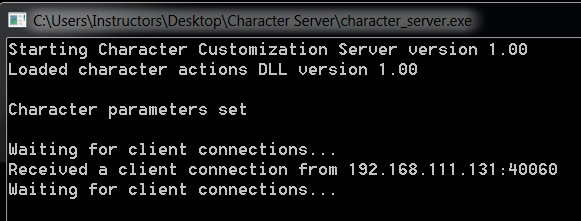 C:\Users\Instructors\Desktop\Character Server\character_server.exe
Starting Character Customization Server version 1.00
Loaded character actions DLL version 1.00
Character parameters set
Waiting for client connections...
Received a client connection from 192.168.111.131:40060
Waiting for client connections...